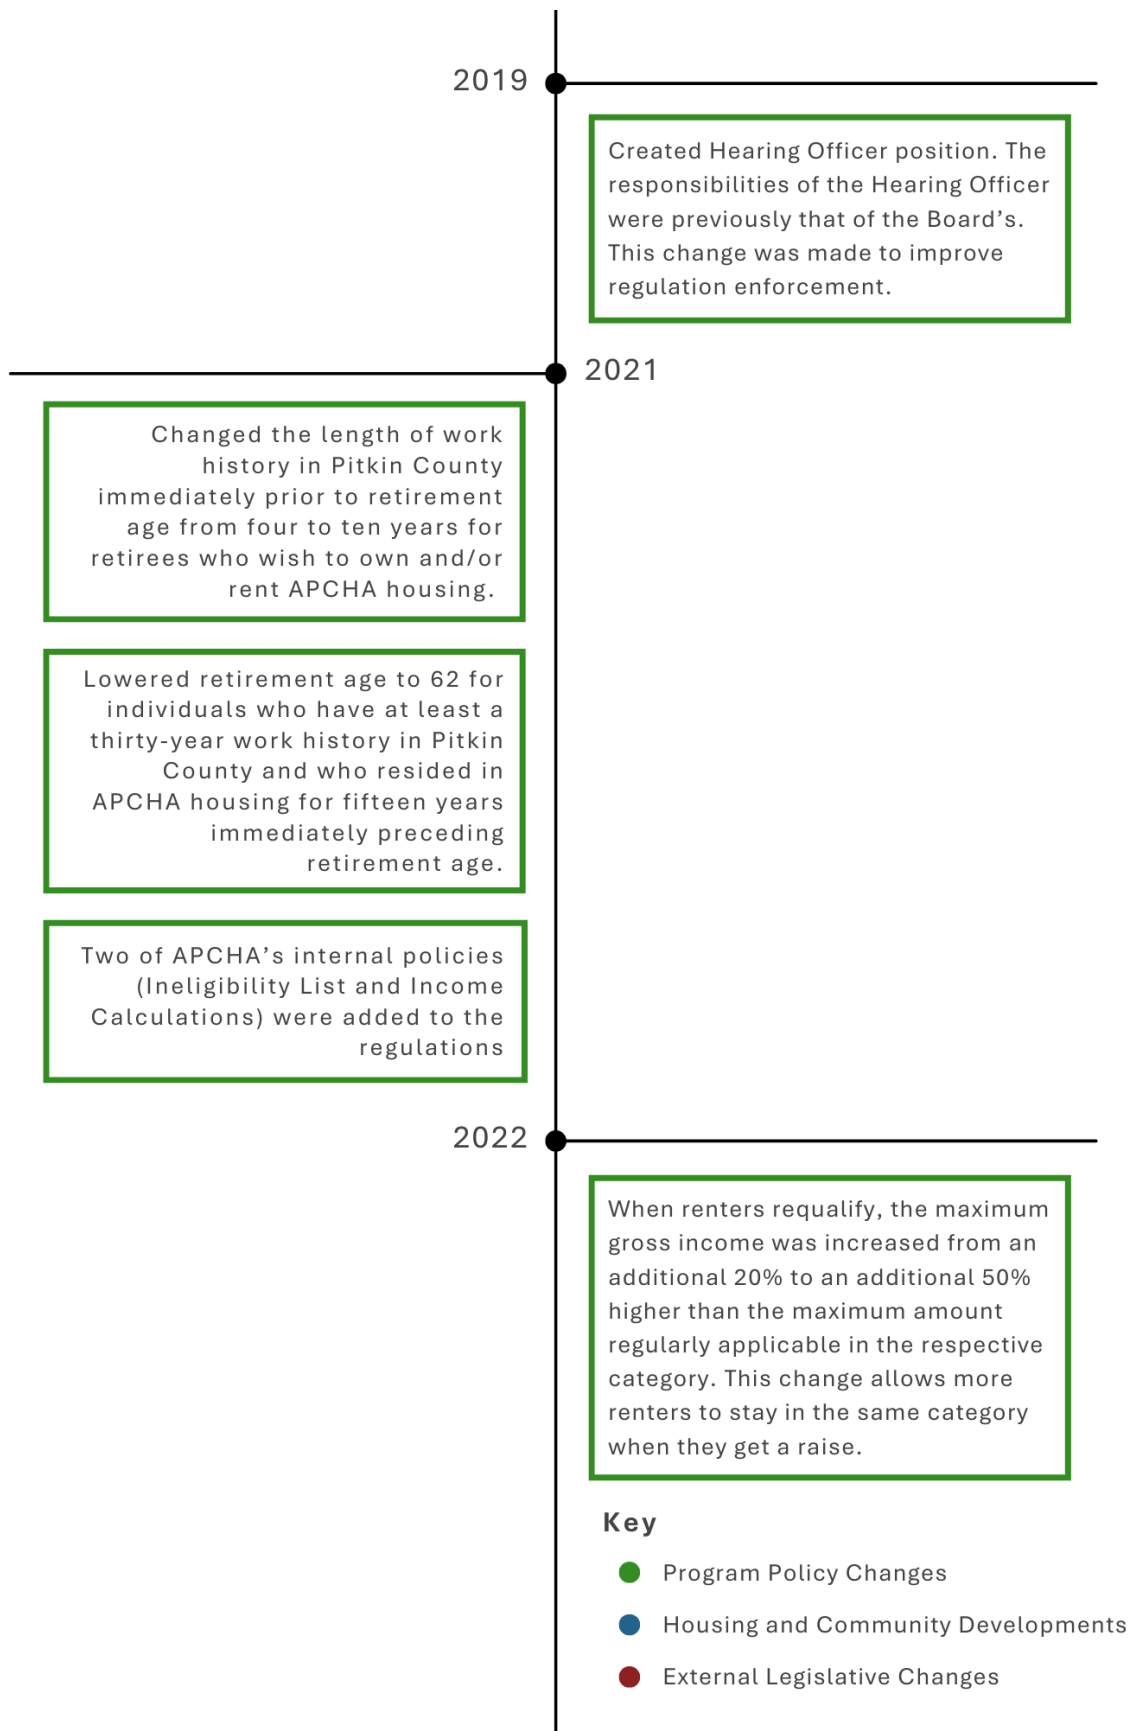 2019
Created Hearing Officer position. The
responsibilities of the Hearing Officer
were previously that of the Board’s.
This change was made to improve
regulation enforcement.
2021
Changed the length of work
history in Pitkin County
immediately prior to retirement
age from four to ten years for
retirees who wish to own and/or
rent APCHA housing.
Lowered retirement age to 62 for
individuals who have at least a
thirty-year work history in Pitkin
County and who resided in
APCHA housing for fifteen years
immediately preceding
retirement age.
Two of APCHA’s internal policies
(Ineligibility List and Income
Calculations) were added to the
regulations
2022
When renters requalify, the maximum
gross income was increased from an
additional 20% to an additional 50%
higher than the maximum amount
regularly applicable in the respective
category. This change allows more
renters to stay in the same category
when they get a raise.
Key
Program Policy Changes
Housing and Community Developments
External Legislative Changes